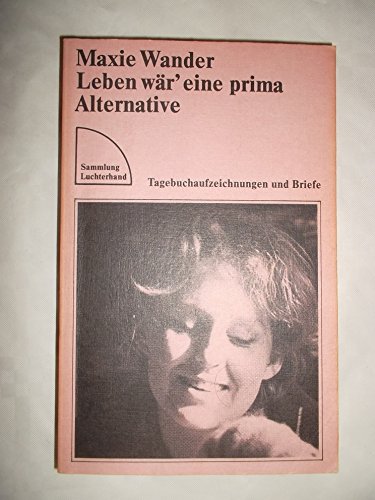 Maxie Wander
Leben wär' eine prima
Alternative
Sammlung
Luchterhand
Tagebuchaufzeichnungen und Briefe